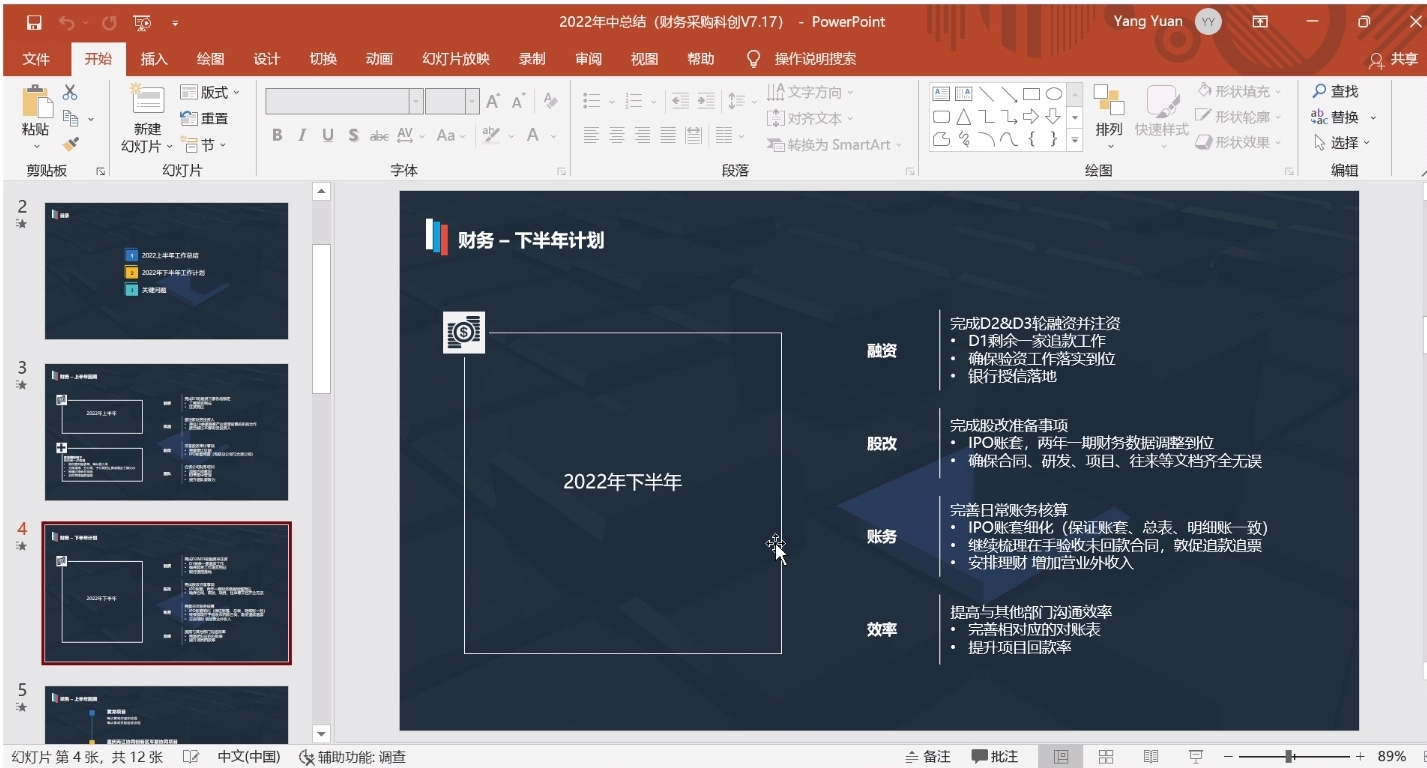 2022年中总结（财务采购科创V7.17） - PowerPoint
Yang Yuan
YY
文件 开始 插入 绘图 设计 切换 动画 幻灯片放映 录制 审阅 视图 帮助 操作说明搜索 共享
粘贴
剪贴板
新建
幻灯片
版式
重置
节
幻灯片
B I U S abc AV Aa A
字体
文字方向
对齐文本
转换为 SmartArt
段落
排列
快速样式
形状填充
形状轮廓
形状效果
绘图
查找
替换
选择
编辑
2
目录
1 2022上半年工作总结
2 2022年下半年工作计划
3 关键问题
3
2022年上半年
4
财务 – 下半年计划
2022年下半年
5
财务 – 下半年计划
2022年下半年
融资
完成D2&D3轮融资并注资
• D1剩余一家追款工作
• 确保验资工作落实到位
• 银行授信落地
股改
完成股改准备事项
• IPO账套，两年一期财务数据调整到位
• 确保合同、研发、项目、往来等文档齐全无误
账务
完善日常账务核算
• IPO账套细化（保证账套、总表、明细账一致）
• 继续梳理在手验收未回款合同，敦促追款追票
• 安排理财 增加营业外收入
效率
提高与其他部门沟通效率
• 完善相对应的对账表
• 提升项目回款率
幻灯片 第 4 张，共 12 张 中文(中国) 辅助功能: 调查 备注 批注 89%